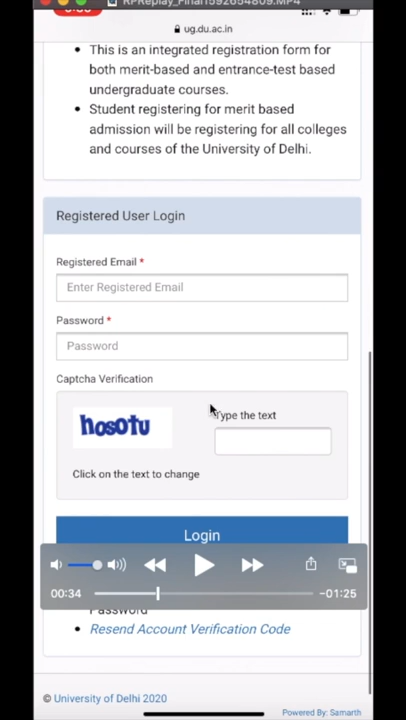 RPReplay_Final1592654809.MP4
ug.du.ac.in
This is an integrated registration form for
both merit-based and entrance-test based
undergraduate courses.
Student registering for merit based
admission will be registering for all colleges
and courses of the University of Delhi.
Registered User Login
Registered Email *
Enter Registered Email
Password *
Password
Captcha Verification
hosotu
Type the text
Click on the text to change
Login
00:34
-01:25
Password
Resend Account Verification Code
© University of Delhi 2020
Powered By: Samarth